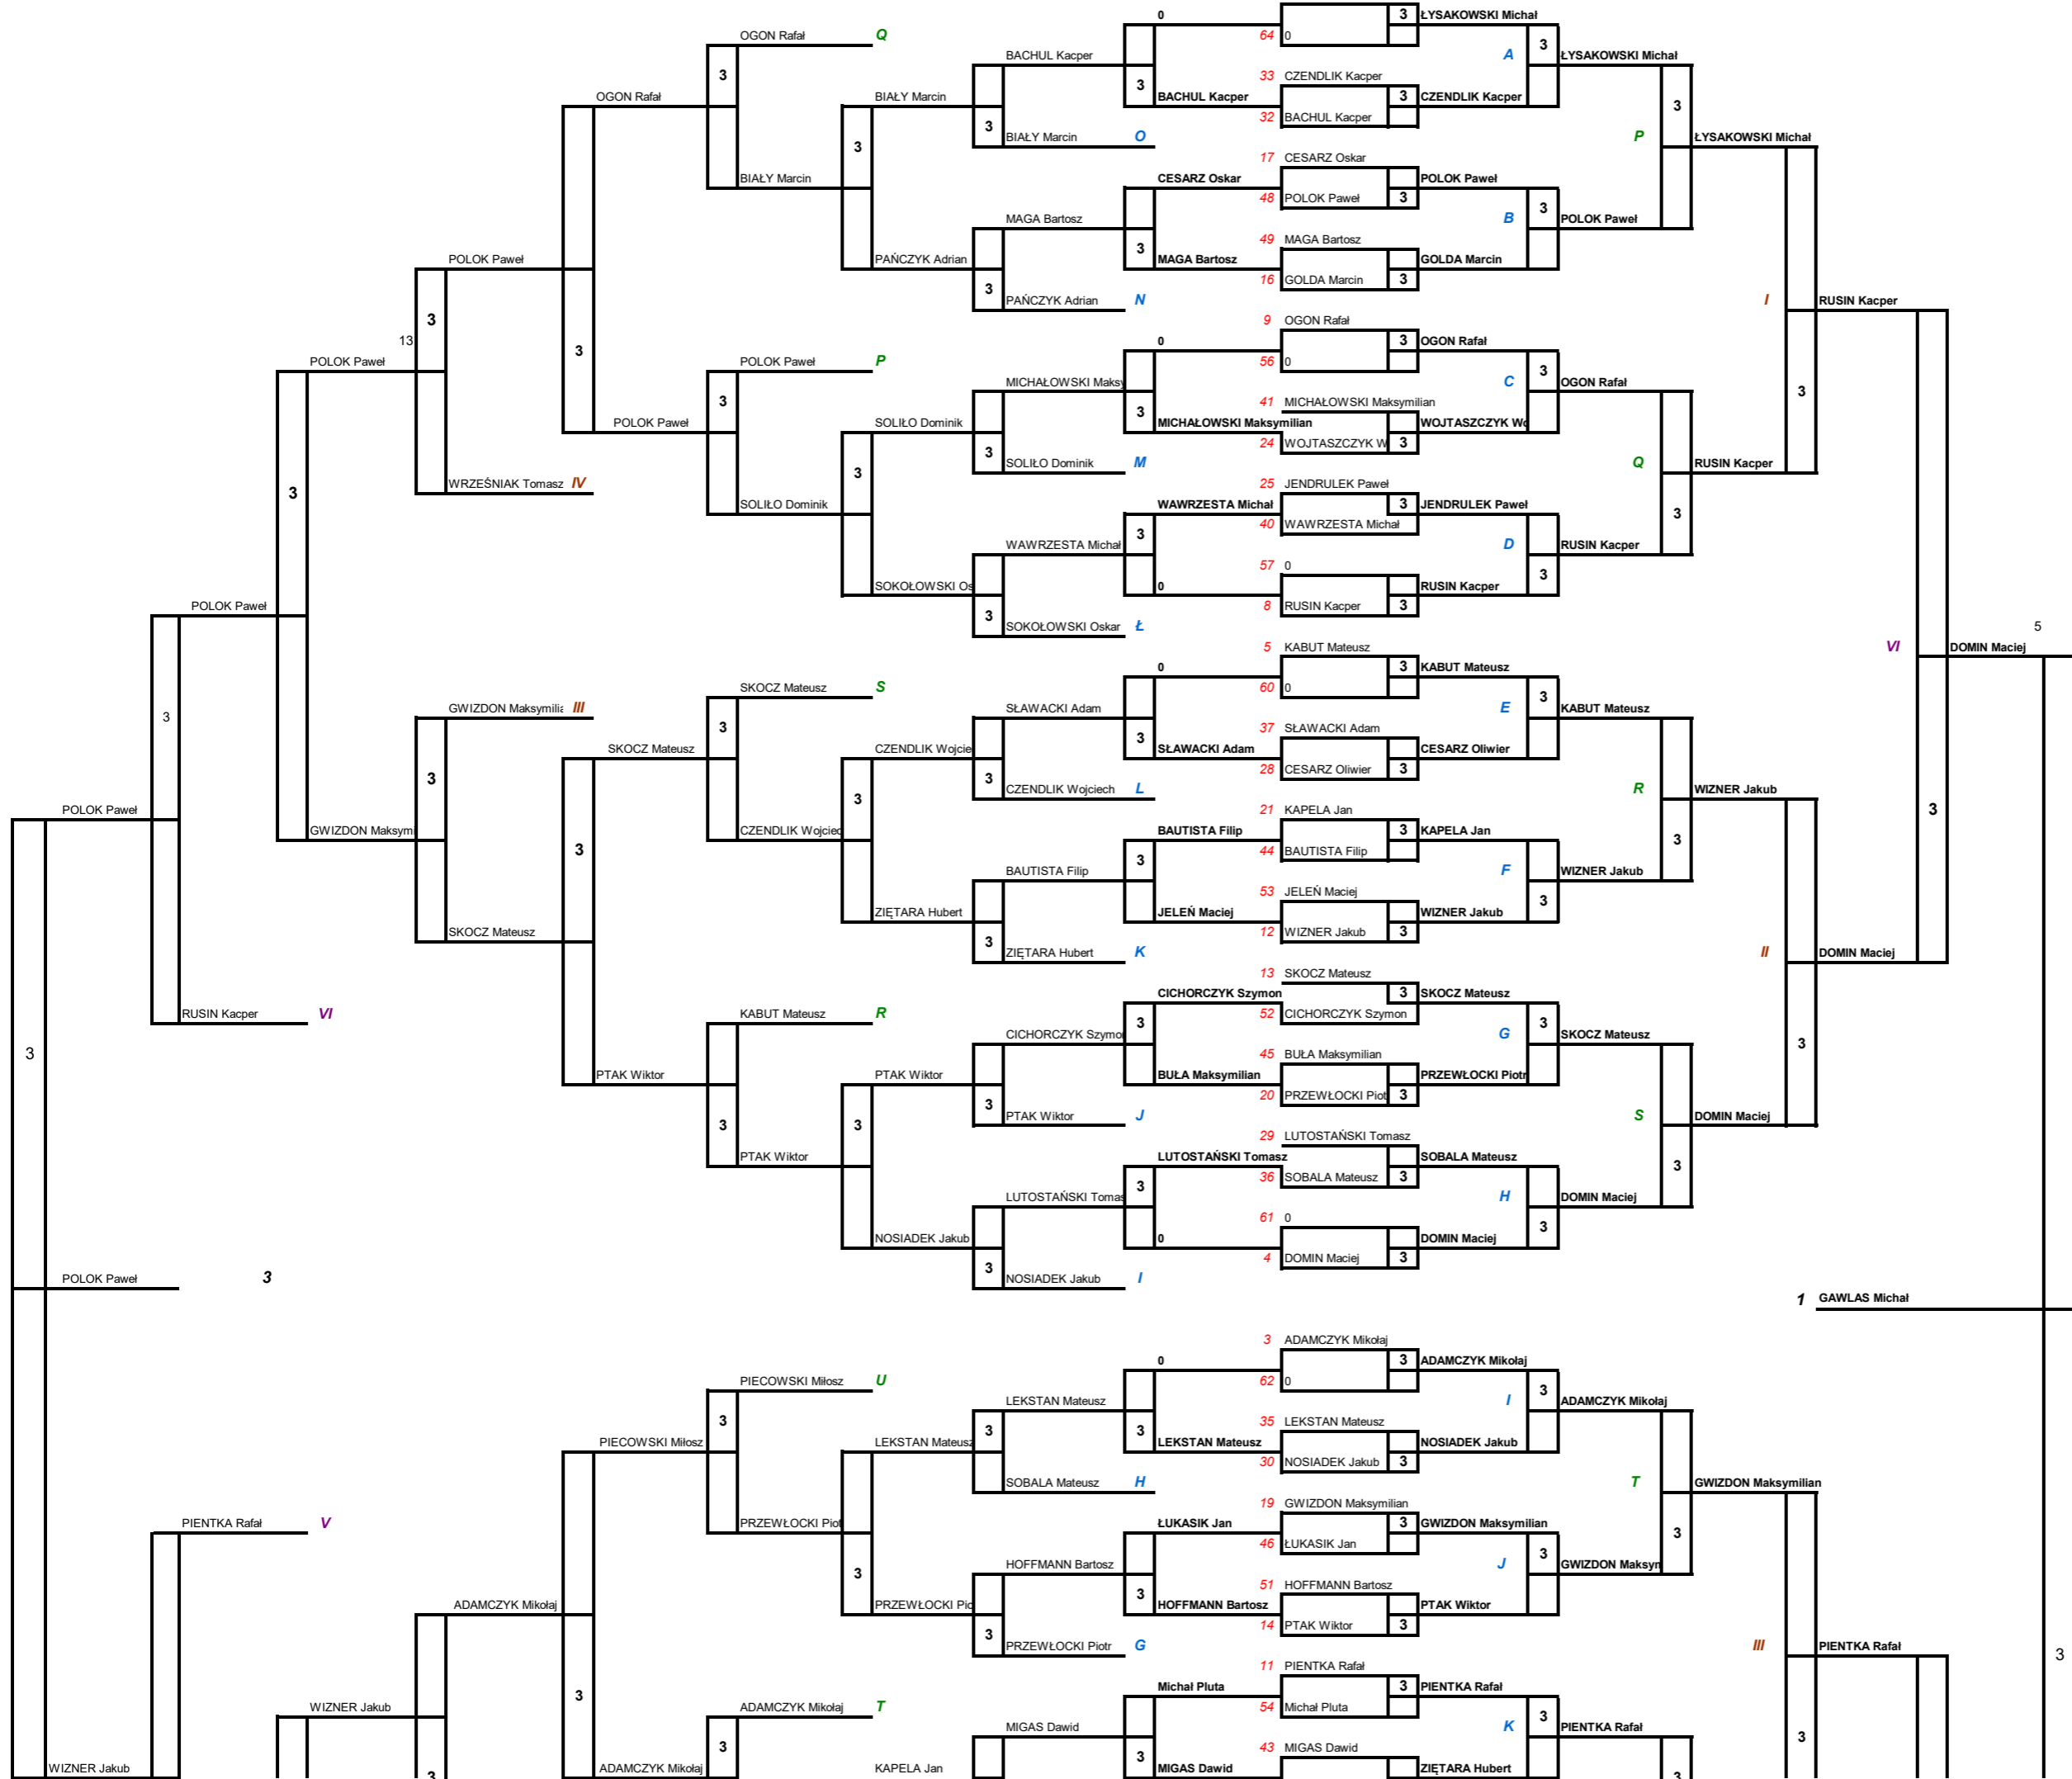 0 3 ŁYSAKOWSKI Michał
OGON Rafał Q 64 0 3
BACHUL Kacper A ŁYSAKOWSKI Michał
3 33 CZENDLIK Kacper
OGON Rafał BIAŁY Marcin 3 BACHUL Kacper 3 CZENDLIK Kacper 3
3 32 BACHUL Kacper
BIAŁY Marcin O P ŁYSAKOWSKI Michał
3 17 CESARZ Oskar
BIAŁY Marcin CESARZ Oskar POLOK Paweł
48 POLOK Paweł 3 3
MAGA Bartosz B POLOK Paweł
3 49 MAGA Bartosz
POLOK Paweł PAŃCZYK Adrian MAGA Bartosz GOLDA Marcin
3 16 GOLDA Marcin 3
PAŃCZYK Adrian N I RUSIN Kacper
3 9 OGON Rafał
13 3 0 3 OGON Rafał
POLOK Paweł POLOK Paweł P 56 0 3
MICHAŁOWSKI Maksy C OGON Rafał
3 3 41 MICHAŁOWSKI Maksymilian 3
POLOK Paweł SOLIŁO Dominik MICHAŁOWSKI Maksymilian WOJTASZCZYK Wo
3 24 WOJTASZCZYK W 3
SOLIŁO Dominik M Q RUSIN Kacper
WRZEŚNIAK Tomasz IV 3 25 JENDRULEK Paweł
3 SOLIŁO Dominik WAWRZESTA Michał 3 JENDRULEK Paweł 3
3 40 WAWRZESTA Michał
WAWRZESTA Michał D RUSIN Kacper
57 0 3
SOKOŁOWSKI Os 0 RUSIN Kacper
POLOK Paweł 3 8 RUSIN Kacper 3
SOKOŁOWSKI Oskar Ł 5
5 KABUT Mateusz VI DOMIN Maciej
0 3 KABUT Mateusz
SKOCZ Mateusz S 60 0 3
3 GWIZDON Maksymilia III SŁAWACKI Adam E KABUT Mateusz
3 37 SŁAWACKI Adam
SKOCZ Mateusz CZENDLIK Wojcie 3 SŁAWACKI Adam CESARZ Oliwier
3 3 28 CESARZ Oliwier 3
CZENDLIK Wojciech L R WIZNER Jakub
POLOK Paweł 3 21 KAPELA Jan 3
GWIZDON Maksymi CZENDLIK Wojciec BAUTISTA Filip 3 KAPELA Jan 3
3 3 44 BAUTISTA Filip
BAUTISTA Filip F WIZNER Jakub
53 JELEŃ Maciej 3
ZIĘTARA Hubert JELEŃ Maciej WIZNER Jakub
SKOCZ Mateusz 3 12 WIZNER Jakub 3
ZIĘTARA Hubert K II DOMIN Maciej
13 SKOCZ Mateusz
CICHORCZYK Szymon 3 SKOCZ Mateusz
RUSIN Kacper VI KABUT Mateusz R 3 52 CICHORCZYK Szymon 3
CICHORCZYK Szymo G SKOCZ Mateusz
3 45 BUŁA Maksymilian 3
PTAK Wiktor PTAK Wiktor BUŁA Maksymilian PRZEWŁOCKI Piotr
3 20 PRZEWŁOCKI Piot 3
3 3 PTAK Wiktor J S DOMIN Maciej
29 LUTOSTAŃSKI Tomasz
PTAK Wiktor LUTOSTAŃSKI Tomasz SOBALA Mateusz 3
3 36 SOBALA Mateusz 3
LUTOSTAŃSKI Tomas H DOMIN Maciej
61 0 3
NOSIADEK Jakub 0 DOMIN Maciej
3 4 DOMIN Maciej 3
POLOK Paweł 3 NOSIADEK Jakub I
1 GAWLAS Michał
3 ADAMCZYK Mikołaj
0 3 ADAMCZYK Mikołaj
PIECOWSKI Miłosz U 62 0 3
LEKSTAN Mateusz I ADAMCZYK Mikołaj
3 3 35 LEKSTAN Mateusz
PIECOWSKI Miłosz LEKSTAN Mateusz 3 LEKSTAN Mateusz NOSIADEK Jakub
30 NOSIADEK Jakub 3
SOBALA Mateusz H T GWIZDON Maksymilian
19 GWIZDON Maksymilian
PIENTKA Rafał V PRZEWŁOCKI Piot ŁUKASIK Jan 3 GWIZDON Maksymilian 3
46 ŁUKASIK Jan 3
3 HOFFMANN Bartosz J GWIZDON Maksym
3 51 HOFFMANN Bartosz
ADAMCZYK Mikołaj PRZEWŁOCKI Pio HOFFMANN Bartosz PTAK Wiktor
3 14 PTAK Wiktor 3
PRZEWŁOCKI Piotr G III PIENTKA Rafał
11 PIENTKA Rafał 3
3 Michał Pluta 3 PIENTKA Rafał
WIZNER Jakub ADAMCZYK Mikołaj T 54 Michał Pluta 3
MIGAS Dawid K PIENTKA Rafał 3
3 3 43 MIGAS Dawid
WIZNER Jakub 3 ADAMCZYK Mikołaj KAPELA Jan MIGAS Dawid ZIĘTARA Hubert 3